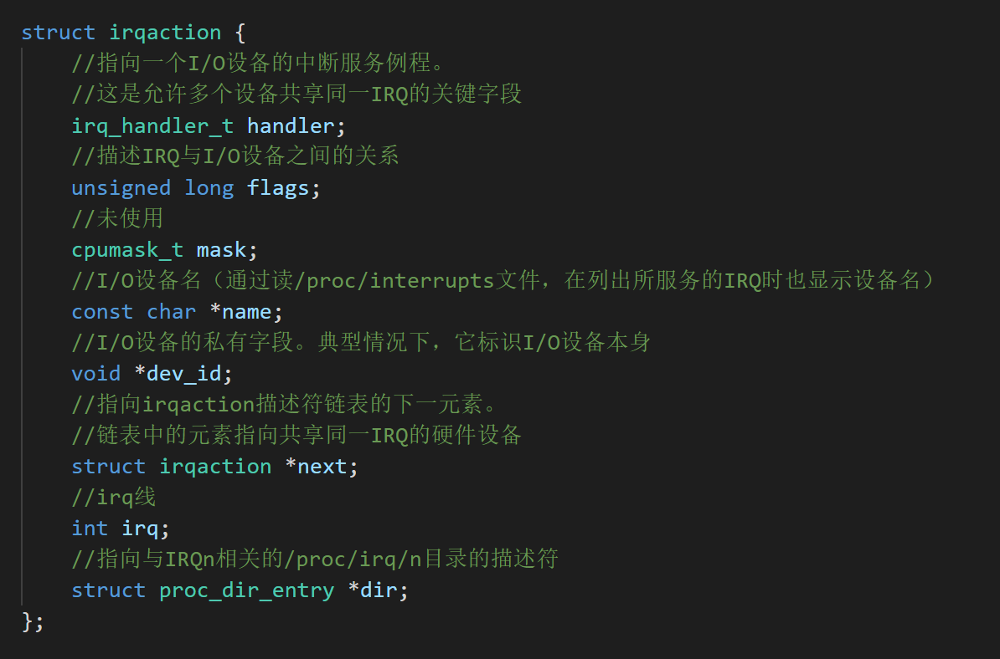 struct irqaction {
//指向一个I/O设备的中断服务例程。
//这是允许多个设备共享同一IRQ的关键字段
irq_handler_t handler;
//描述IRQ与I/O设备之间的关系
unsigned long flags;
//未使用
cpumask_t mask;
//I/O设备名（通过读/proc/interrupts文件，在列出所服务的IRQ时也显示设备名）
const char *name;
//I/O设备的私有字段。典型情况下，它标识I/O设备本身
void *dev_id;
//指向irqaction描述符链表的下一元素。
//链表中的元素指向共享同一IRQ的硬件设备
struct irqaction *next;
//irq线
int irq;
//指向与IRQn相关的/proc/irq/n目录的描述符
struct proc_dir_entry *dir;
};